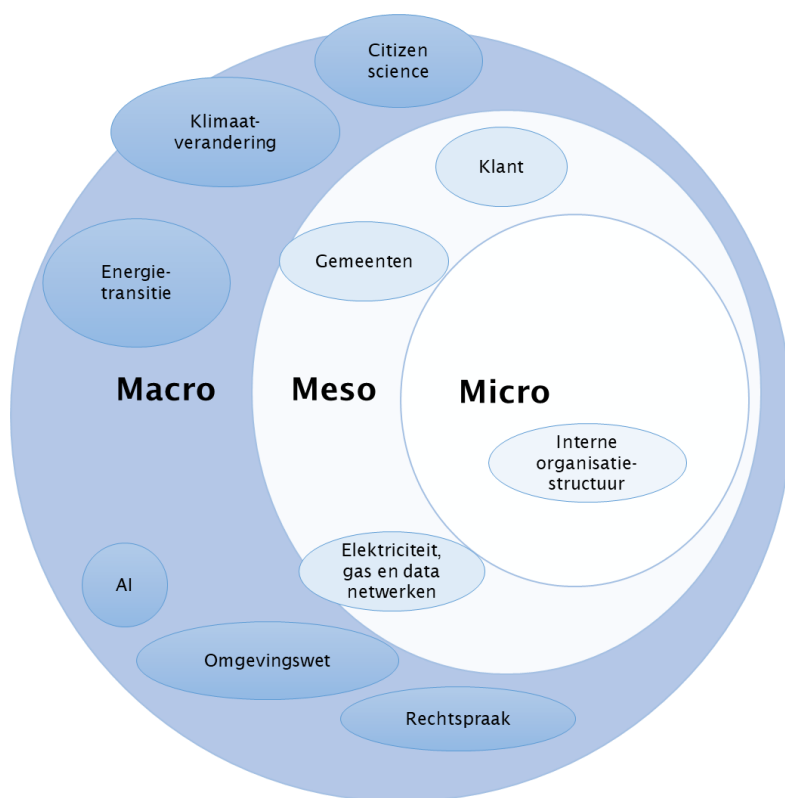 Citizen
science
Klimaat-
verandering
Klant
Gemeenten
Energie-
transitie
Macro
Meso
Micro
Interne
organisatie-
structuur
Elektriciteit,
gas en data
netwerken
AI
Omgevingswet
Rechtspraak